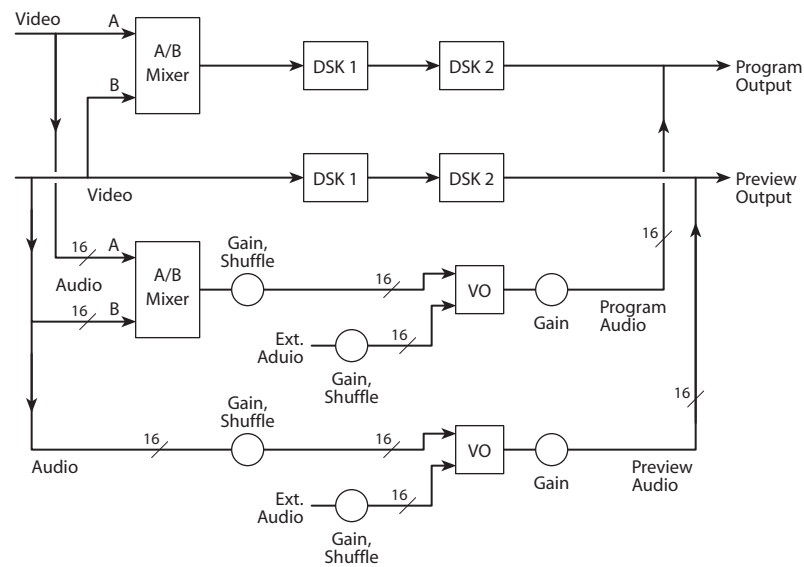 Video
A
A/B
Mixer
B
DSK 1
DSK 2
Program
Output
Video
DSK 1
DSK 2
Preview
Output
16
A
Audio
16
B
A/B
Mixer
Gain,
Shuffle
16
VO
Gain
16
Program
Audio
Ext.
Aduio
16
Gain,
Shuffle
Audio
16
Gain,
Shuffle
16
VO
Gain
16
Preview
Audio
Ext.
Audio
16
Gain,
Shuffle